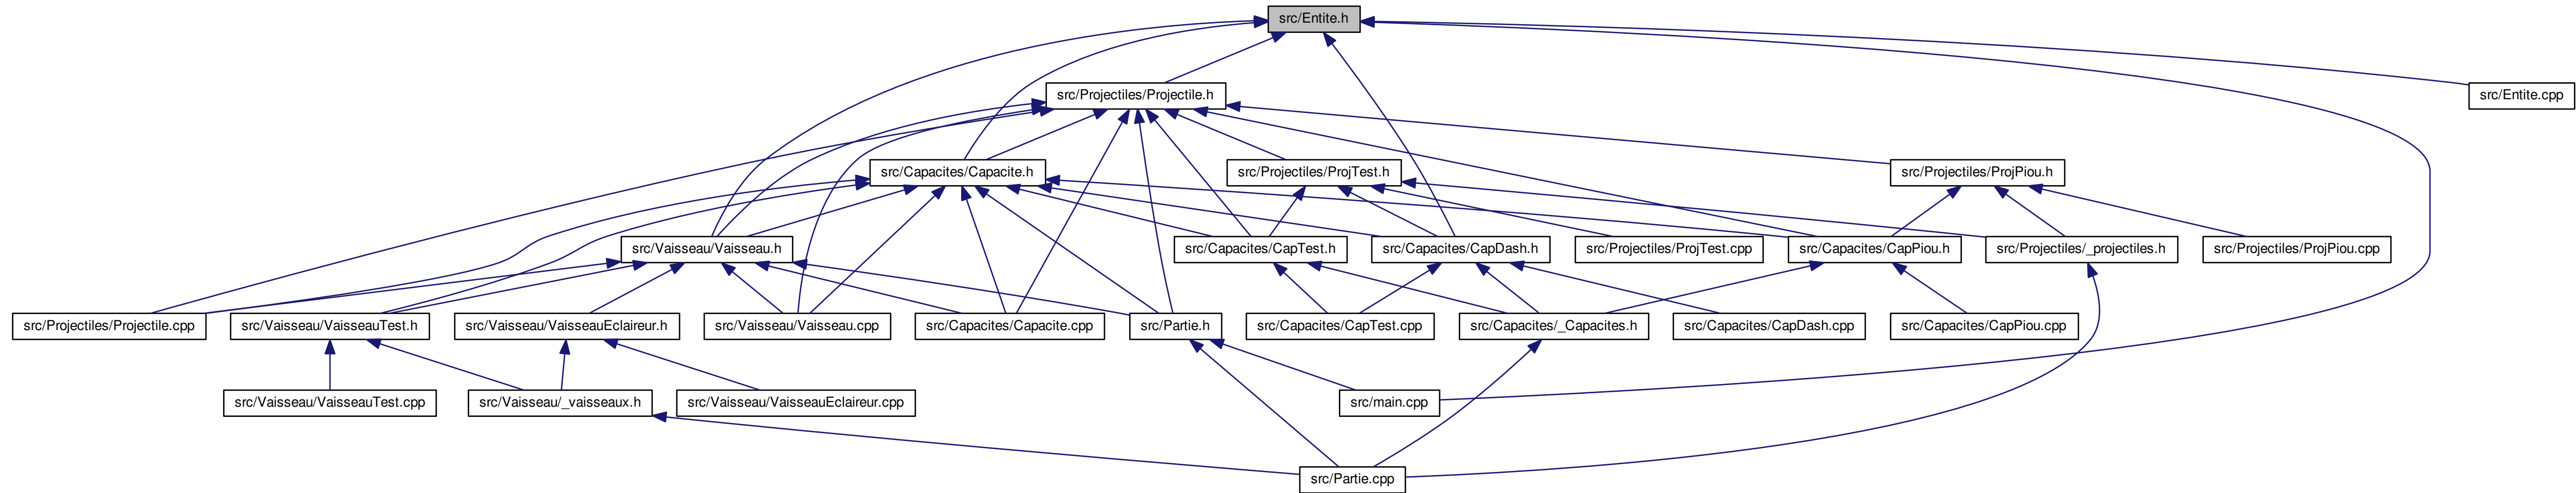 src/Entite.h
src/Projectiles/Projectile.h
src/Entite.cpp
src/Capacites/Capacite.h
src/Projectiles/ProjTest.h
src/Projectiles/ProjPiou.h
src/Vaisseau/Vaisseau.h
src/Capacites/CapTest.h
src/Capacites/CapDash.h
src/Projectiles/ProjTest.cpp
src/Capacites/CapPiou.h
src/Projectiles/_projectiles.h
src/Projectiles/ProjPiou.cpp
src/Projectiles/Projectile.cpp
src/Vaisseau/VaisseauTest.h
src/Vaisseau/VaisseauEclaireur.h
src/Vaisseau/Vaisseau.cpp
src/Capacites/Capacite.cpp
src/Partie.h
src/Capacites/CapTest.cpp
src/Capacites/_Capacites.h
src/Capacites/CapDash.cpp
src/Capacites/CapPiou.cpp
src/Vaisseau/VaisseauTest.cpp
src/Vaisseau/_vaisseaux.h
src/Vaisseau/VaisseauEclaireur.cpp
src/main.cpp
src/Partie.cpp